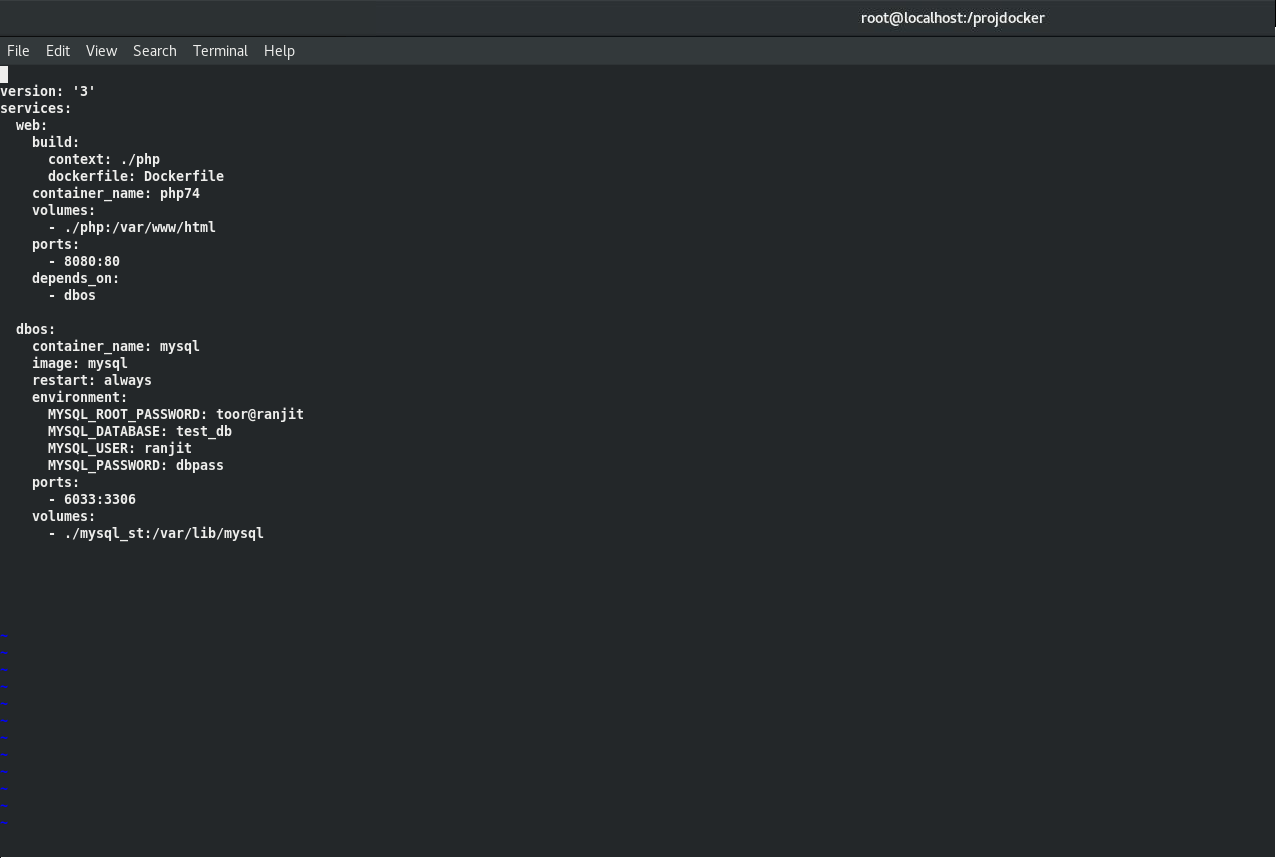 root@localhost:/projdocker
File Edit View Search Terminal Help
version: '3'
services:
  web:
    build:
      context: ./php
      dockerfile: Dockerfile
    container_name: php74
    volumes:
      - ./php:/var/www/html
    ports:
      - 8080:80
    depends_on:
      - dbos
  dbos:
    container_name: mysql
    image: mysql
    restart: always
    environment:
      MYSQL_ROOT_PASSWORD: toor@ranjit
      MYSQL_DATABASE: test_db
      MYSQL_USER: ranjit
      MYSQL_PASSWORD: dbpass
    ports:
      - 6033:3306
    volumes:
      - ./mysql_st:/var/lib/mysql
~
~
~
~
~
~
~
~
~
~
~
~